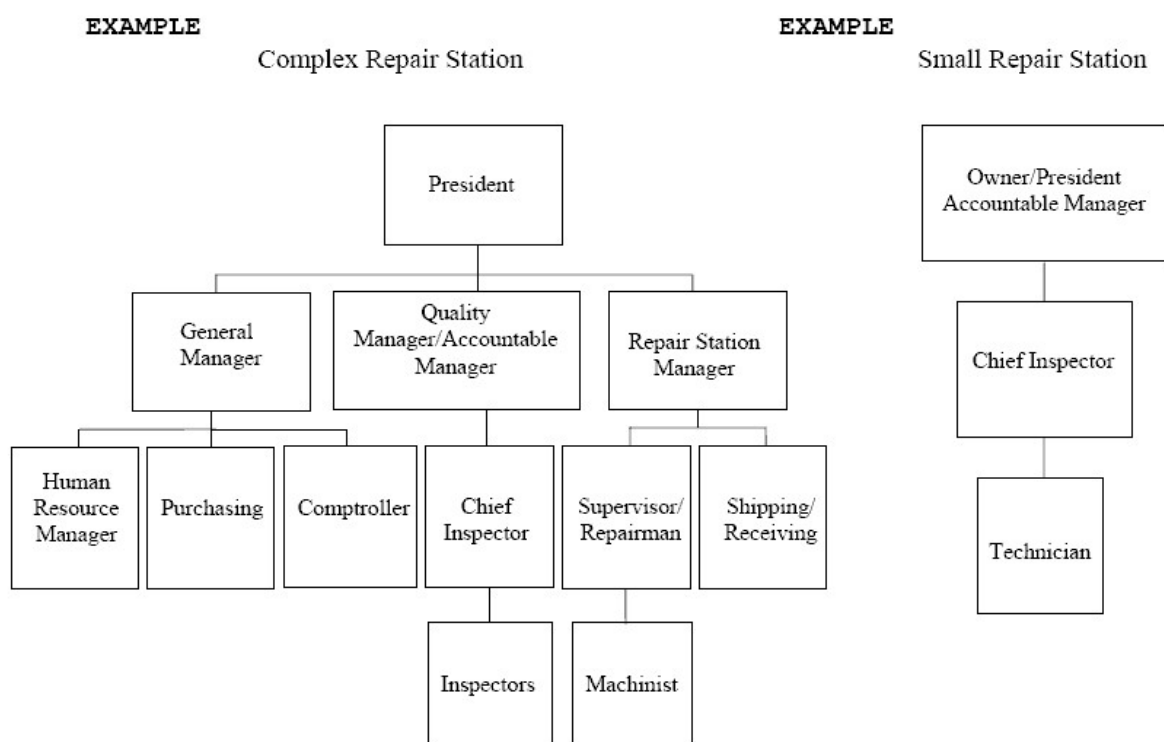 EXAMPLE
Complex Repair Station
President
General
Manager
Quality
Manager/Accountable
Manager
Repair Station
Manager
Human
Resource
Manager
Purchasing
Comptroller
Chief
Inspector
Supervisor/
Repairman
Shipping/
Receiving
Inspectors
Machinist
EXAMPLE
Small Repair Station
Owner/President
Accountable Manager
Chief Inspector
Technician